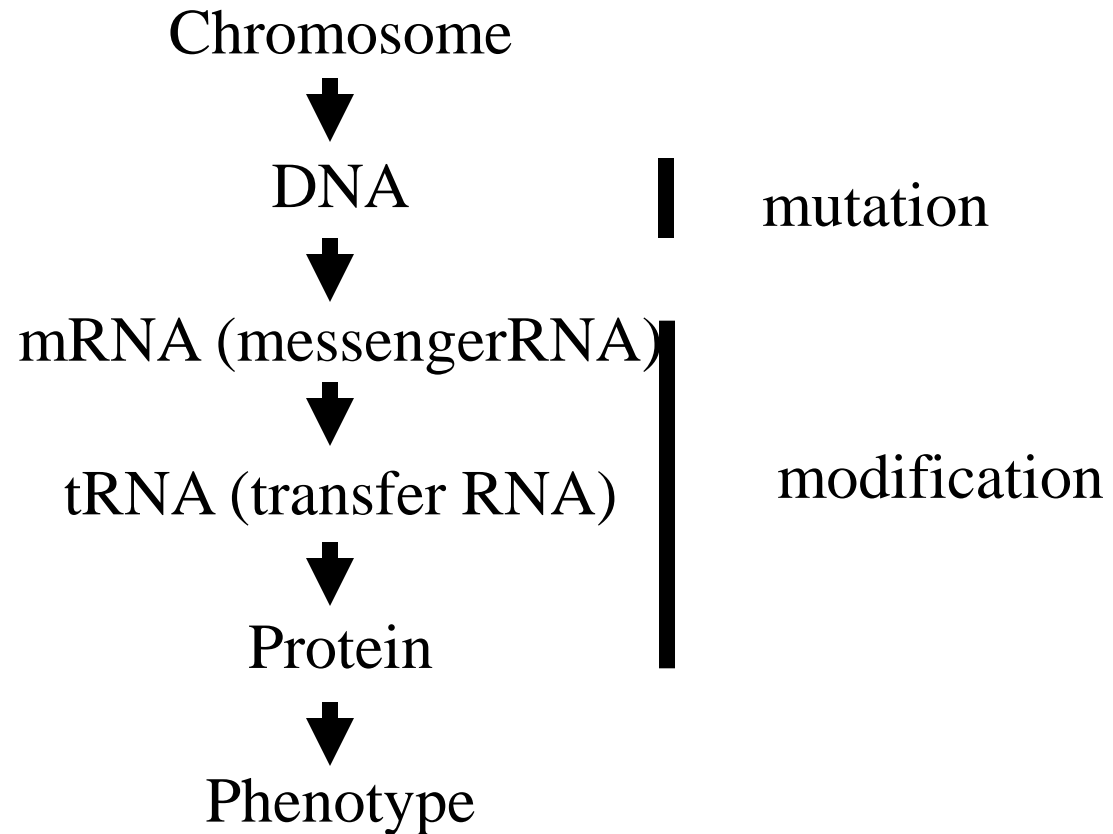 Chromosome
DNA
mutation
mRNA (messengerRNA)
tRNA (transfer RNA)
modification
Protein
Phenotype